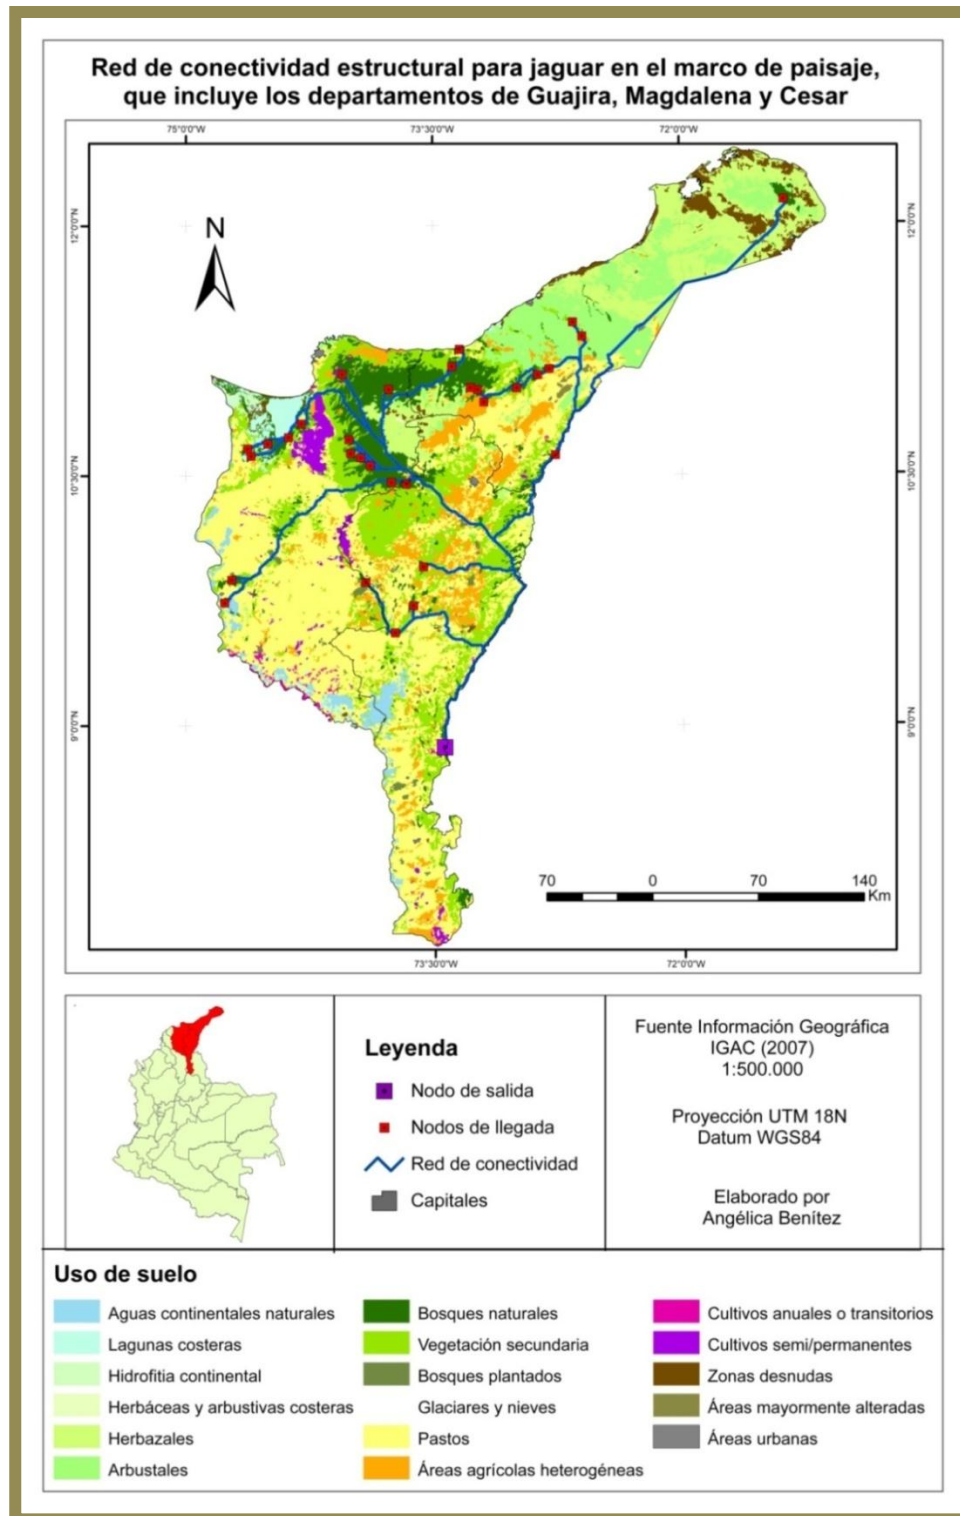 Red de conectividad estructural para jaguar en el marco de paisaje,
que incluye los departamentos de Guajira, Magdalena y Cesar
75°0'0"W
73°30'0"W
72°0'0"W
12°0'0"N
12°0'0"N
N
10°30'0"N
10°30'0"N
9°0'0"N
9°0'0"N
70
0
70
140
Km
73°30'0"W
72°0'0"W
Leyenda
Nodo de salida
Nodos de llegada
Red de conectividad
Capitales
Fuente Información Geográfica
IGAC (2007)
1:500.000
Proyección UTM 18N
Datum WGS84
Elaborado por
Angélica Benítez
Uso de suelo
Aguas continentales naturales
Lagunas costeras
Hidrofitia continental
Herbáceas y arbustivas costeras
Herbazales
Arbustales
Bosques naturales
Vegetación secundaria
Bosques plantados
Glaciares y nieves
Pastos
Áreas agrícolas heterogéneas
Cultivos anuales o transitorios
Cultivos semi/permanentes
Zonas desnudas
Áreas mayormente alteradas
Áreas urbanas